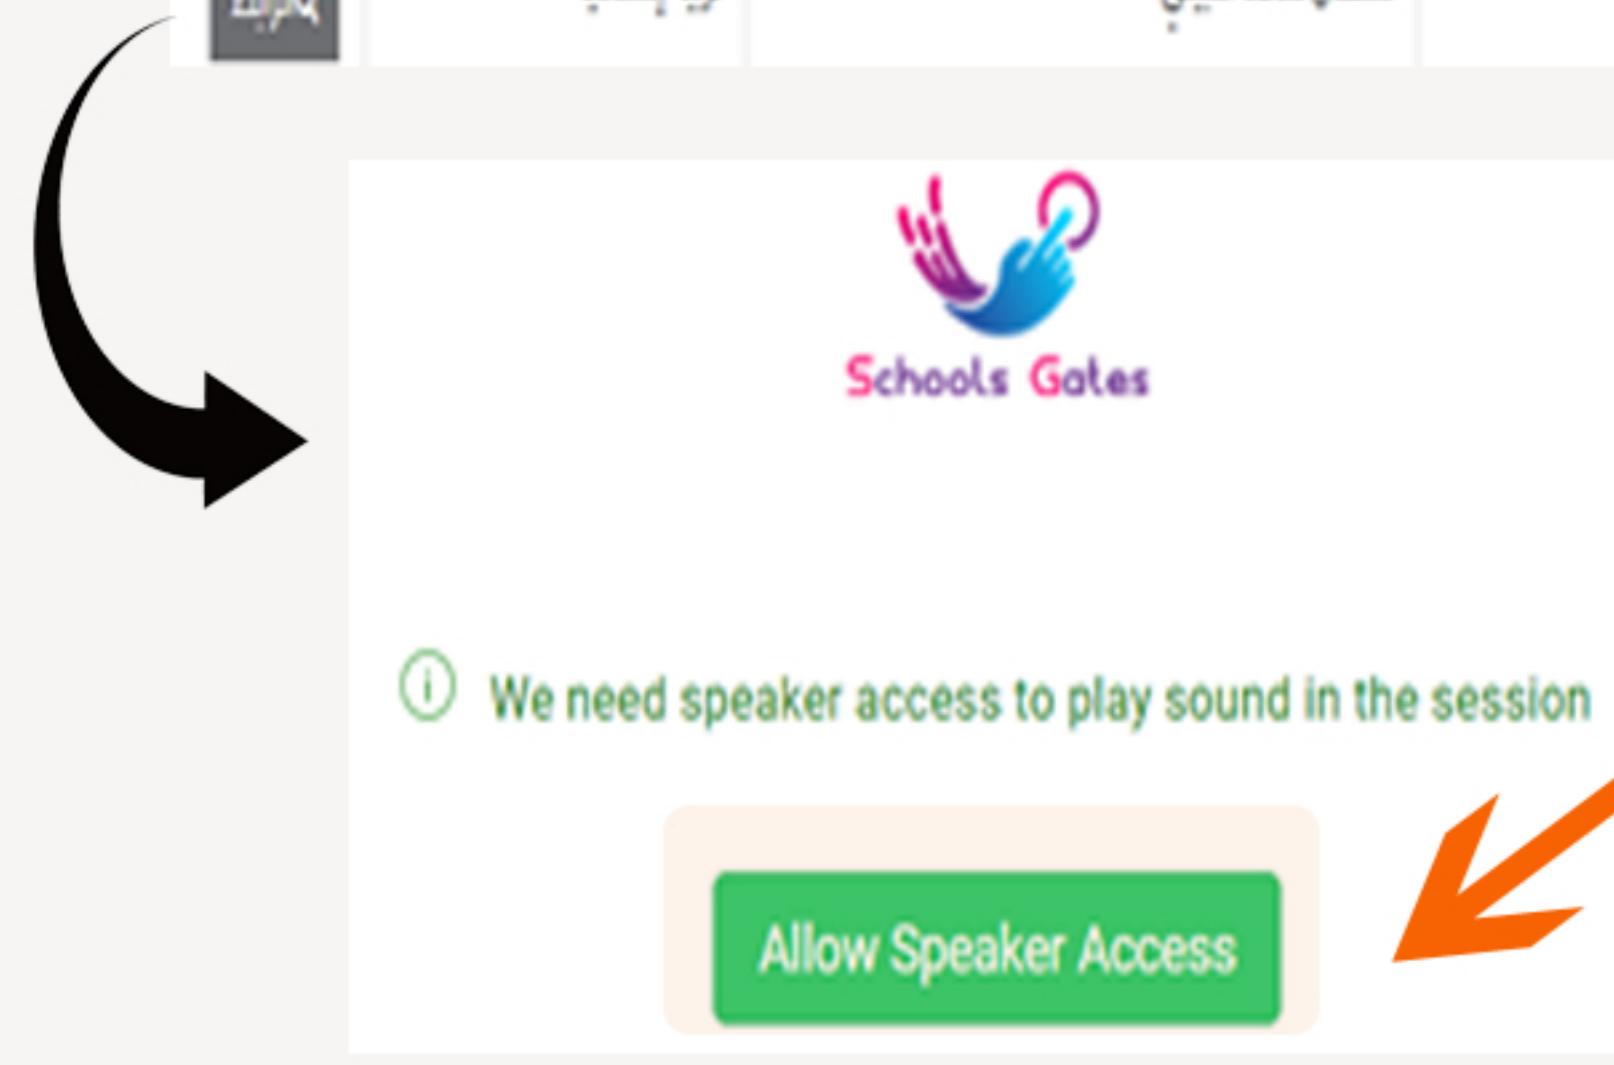 Schools Gates
We need speaker access to play sound in the session
Allow Speaker Access